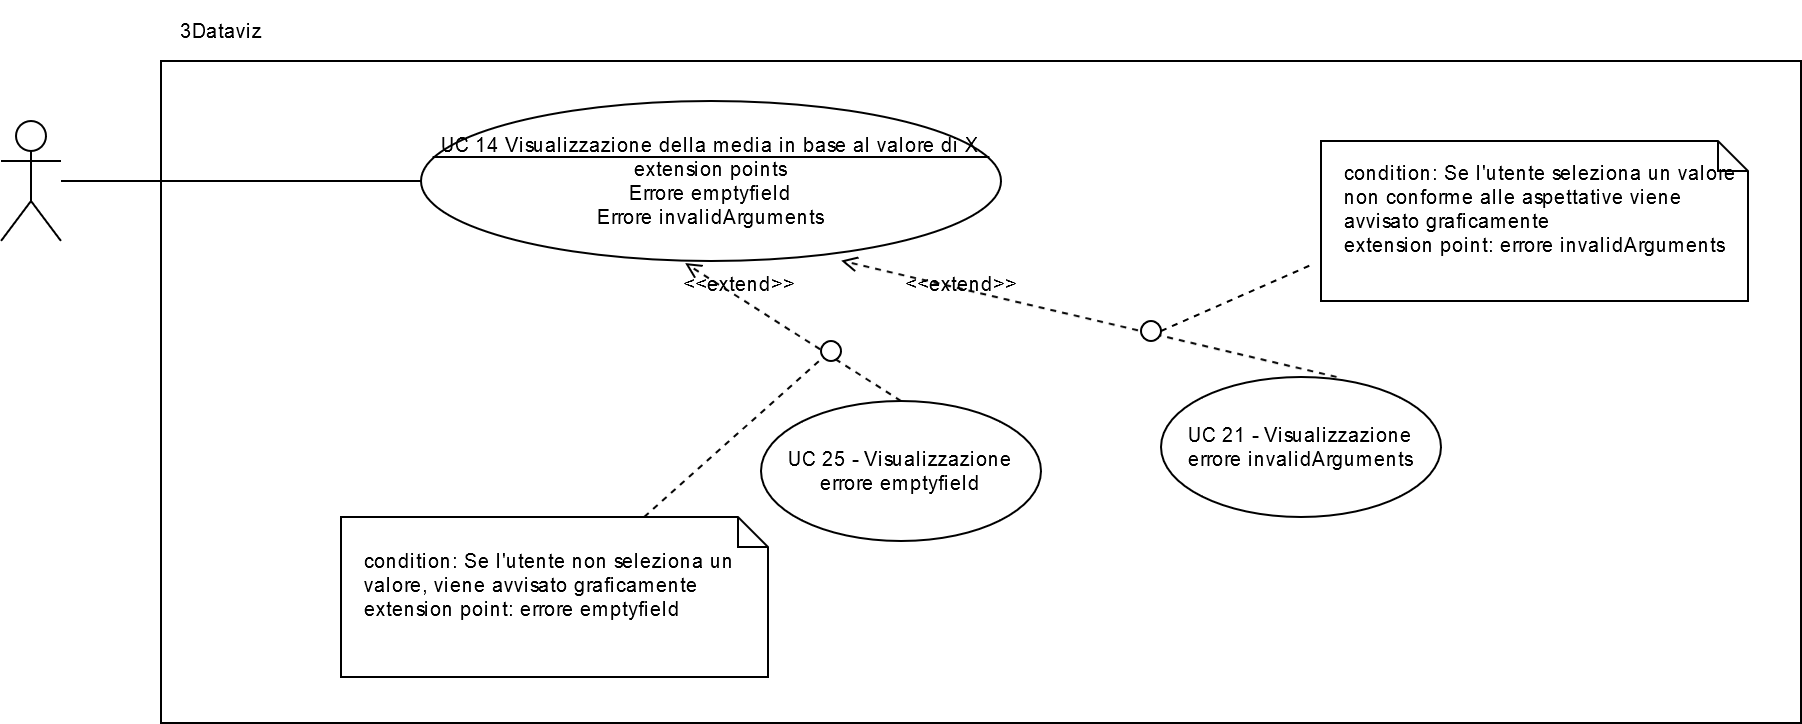 3Dataviz
UC 14 Visualizzazione della media in base al valore di X
extension points
Errore emptyfield
Errore invalidArguments
condition: Se l'utente seleziona un valore
non conforme alle aspettative viene
avvisato graficamente
extension point: errore invalidArguments
<<extend>>
<<extend>>
UC 21 - Visualizzazione
errore invalidArguments
UC 25 - Visualizzazione
errore emptyfield
condition: Se l'utente non seleziona un
valore, viene avvisato graficamente
extension point: errore emptyfield